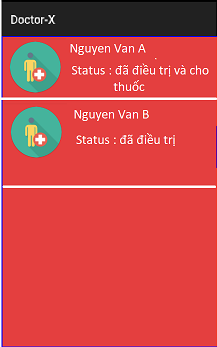 Doctor-X
Nguyen Van A
Status : đã điều trị và cho
thuốc
Nguyen Van B
Status : đã điều trị